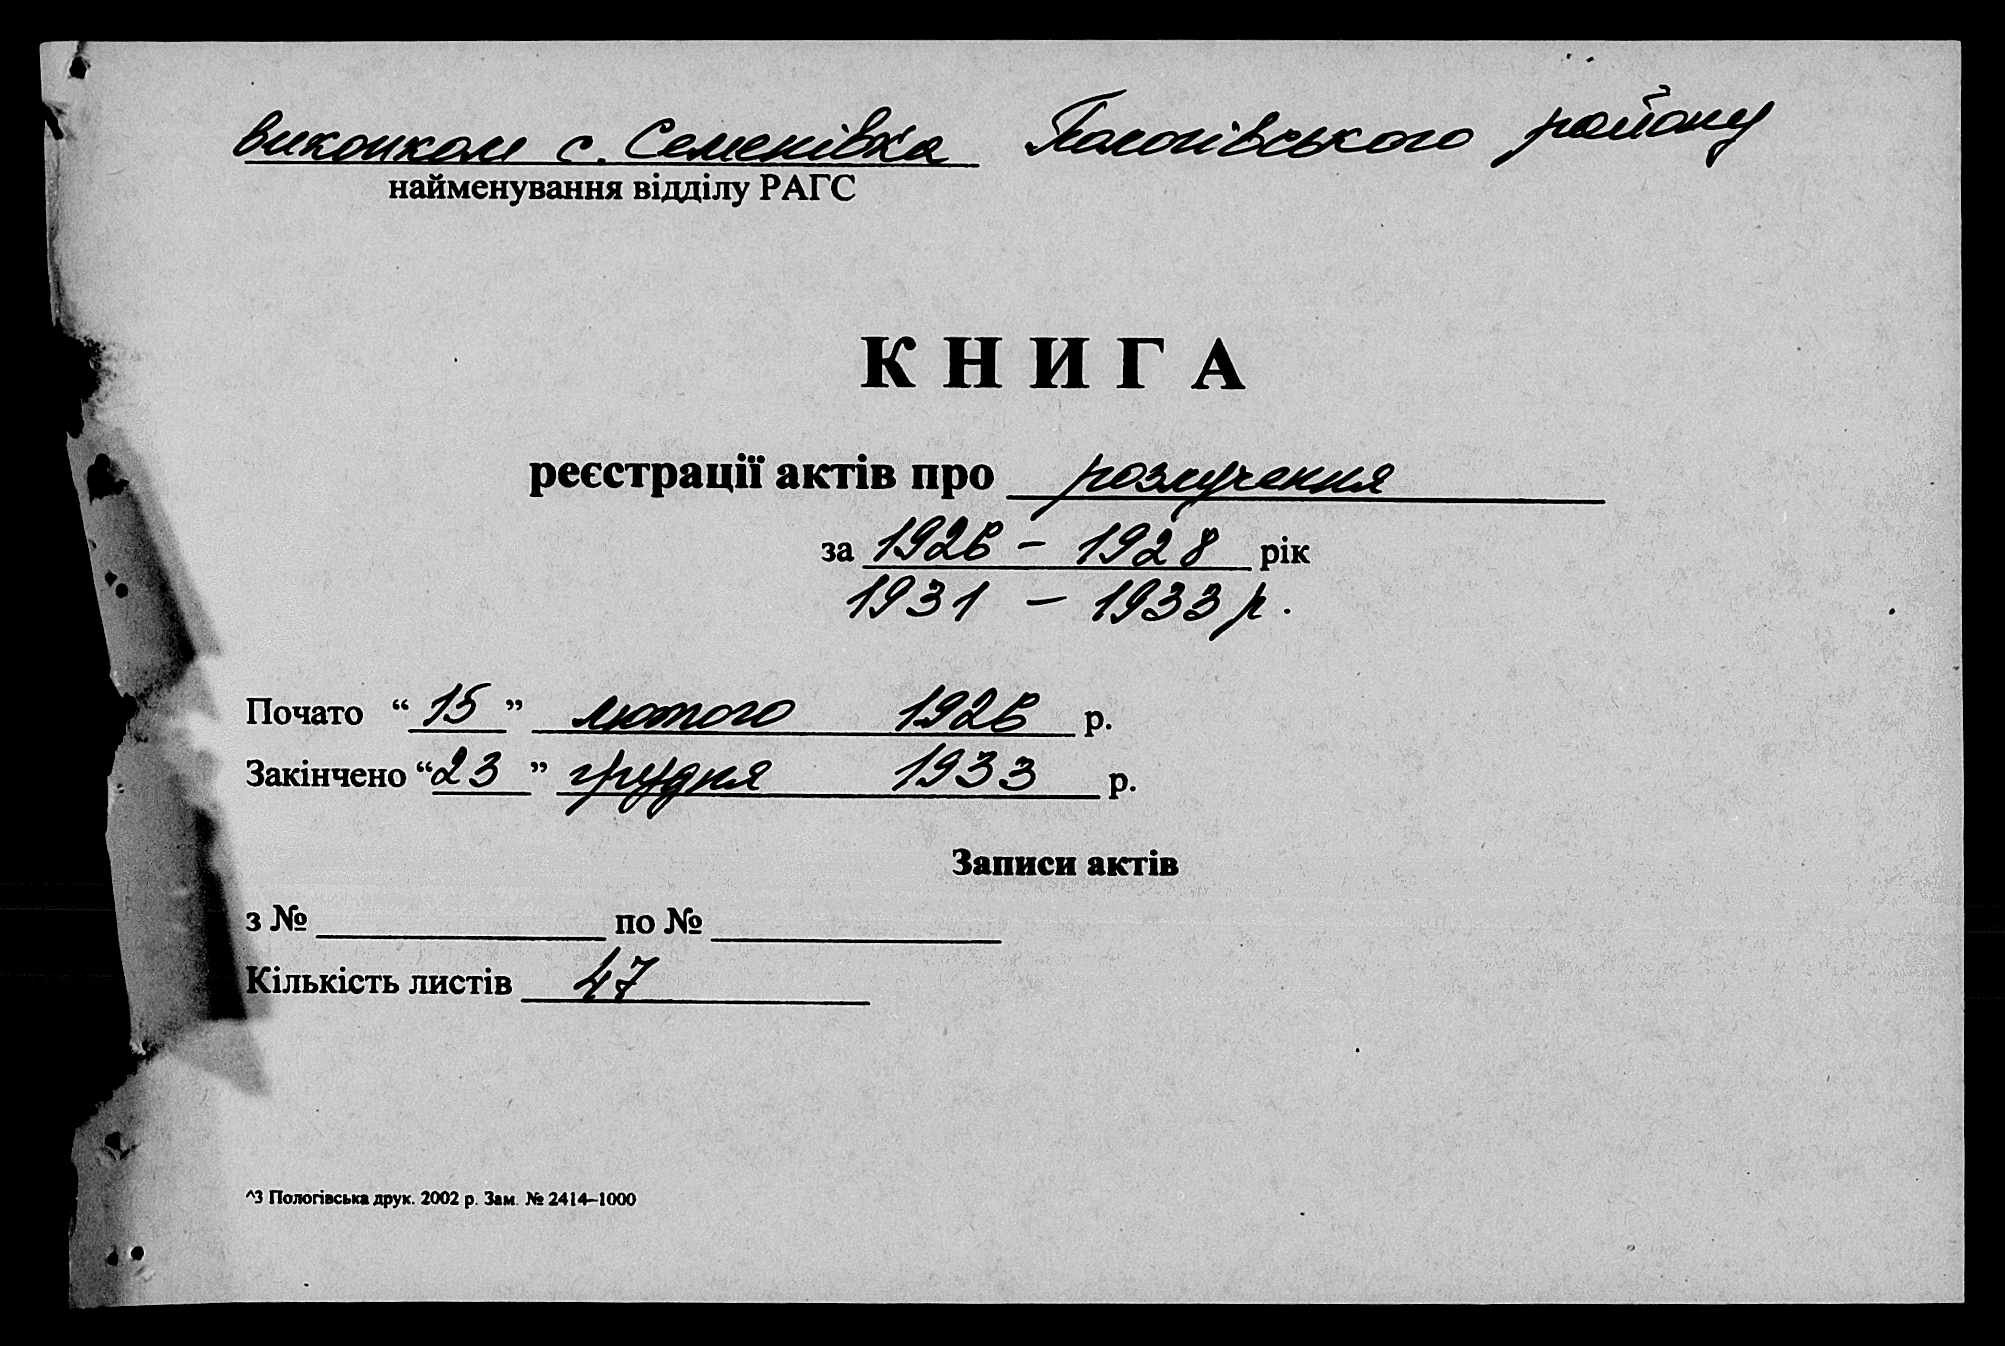 виконком с. Семенівка Пологівського району
найменування відділу РАГС
КНИГА
реєстрації актів про розлучення
за 1926 – 1928 рік
1931 – 1933 р.
Почато “ 15 ” лютого 1926 р.
Закінчено “ 23 ” грудня 1933 р.
Записи актів
з № по №
Кількість листів 47
^З Пологівська друк. 2002 р. Зам. № 2414–1000